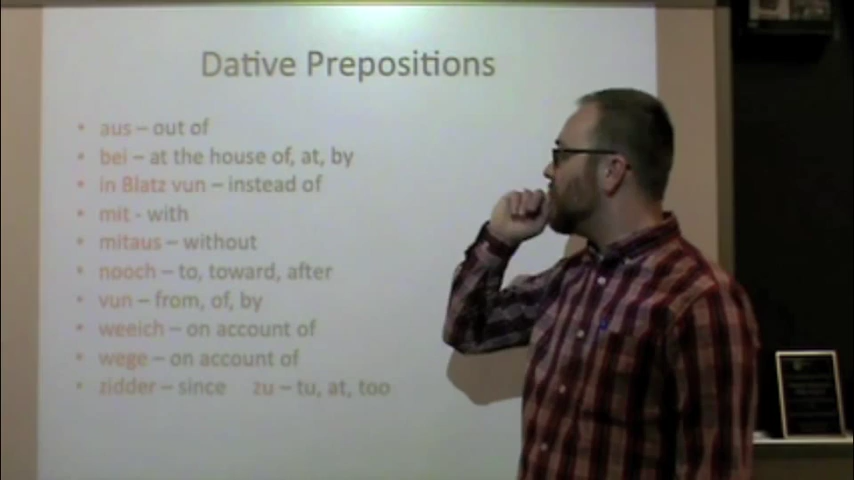 Dative Prepositions
• aus – out of
• bei – at the house of, at, by
• in Blatz vun – instead of
• mit - with
• mitaus – without
• nooch – to, toward, after
• vun – from, of, by
• weeich – on account of
• wege – on account of
• zidder – since zu – tu, at, too